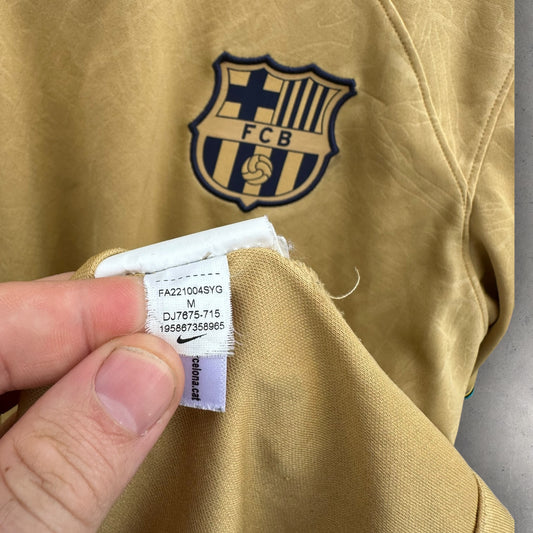 FCB
FA221004SYG
M
DJ7675-715
195867358965
rcelona.cat